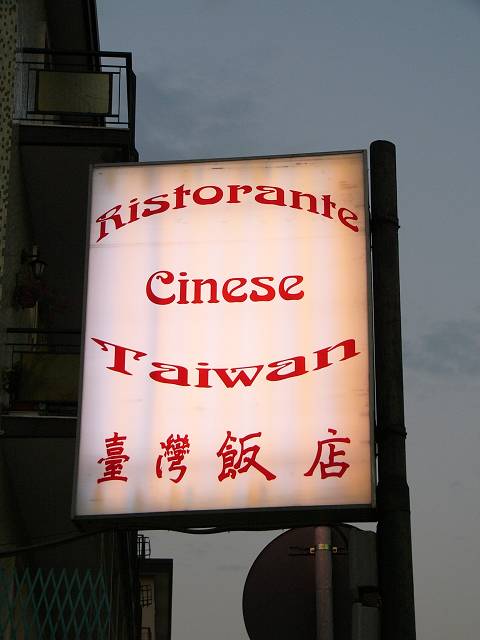 Ristorante
Cinese
Taiwan
臺灣飯店